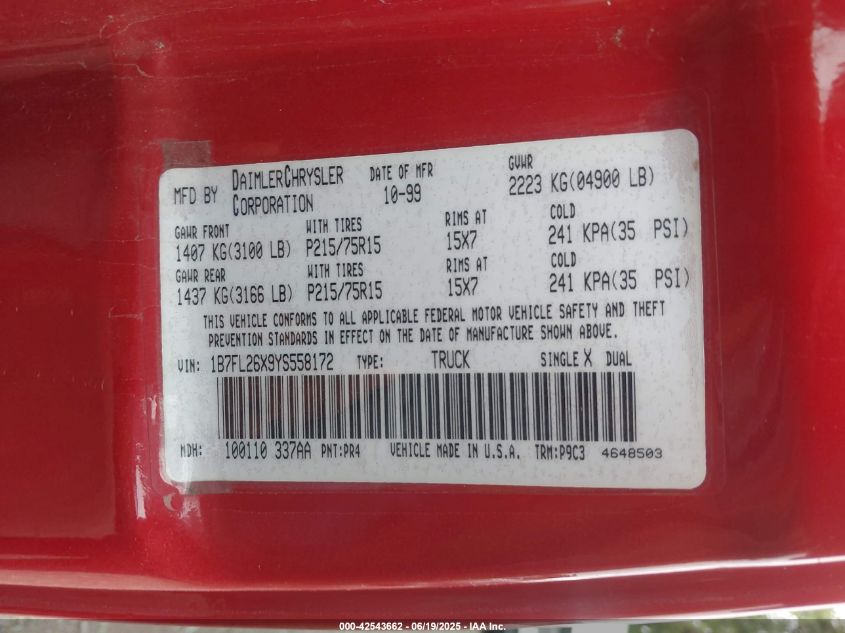 MFD BY DAIMLERCHRYSLER CORPORATION DATE OF MFR 10-99 GVWR 2223 KG(04900 LB)
GAWR FRONT WITH TIRES RIMS AT COLD
1407 KG(3100 LB) P215/75R15 15X7 241 KPA(35 PSI)
GAWR REAR WITH TIRES RIMS AT COLD
1437 KG(3166 LB) P215/75R15 15X7 241 KPA(35 PSI)
THIS VEHICLE CONFORMS TO ALL APPLICABLE FEDERAL MOTOR VEHICLE SAFETY AND THEFT
PREVENTION STANDARDS IN EFFECT ON THE DATE OF MANUFACTURE SHOWN ABOVE.
VIN: 1B7FL26X9YS558172 TYPE: TRUCK SINGLE X DUAL
MDH: 100110 337AA PNT:PR4 VEHICLE MADE IN U.S.A. TRM:P9C3 4648503
000-42543662 - 06/19/2025 - IAA Inc.